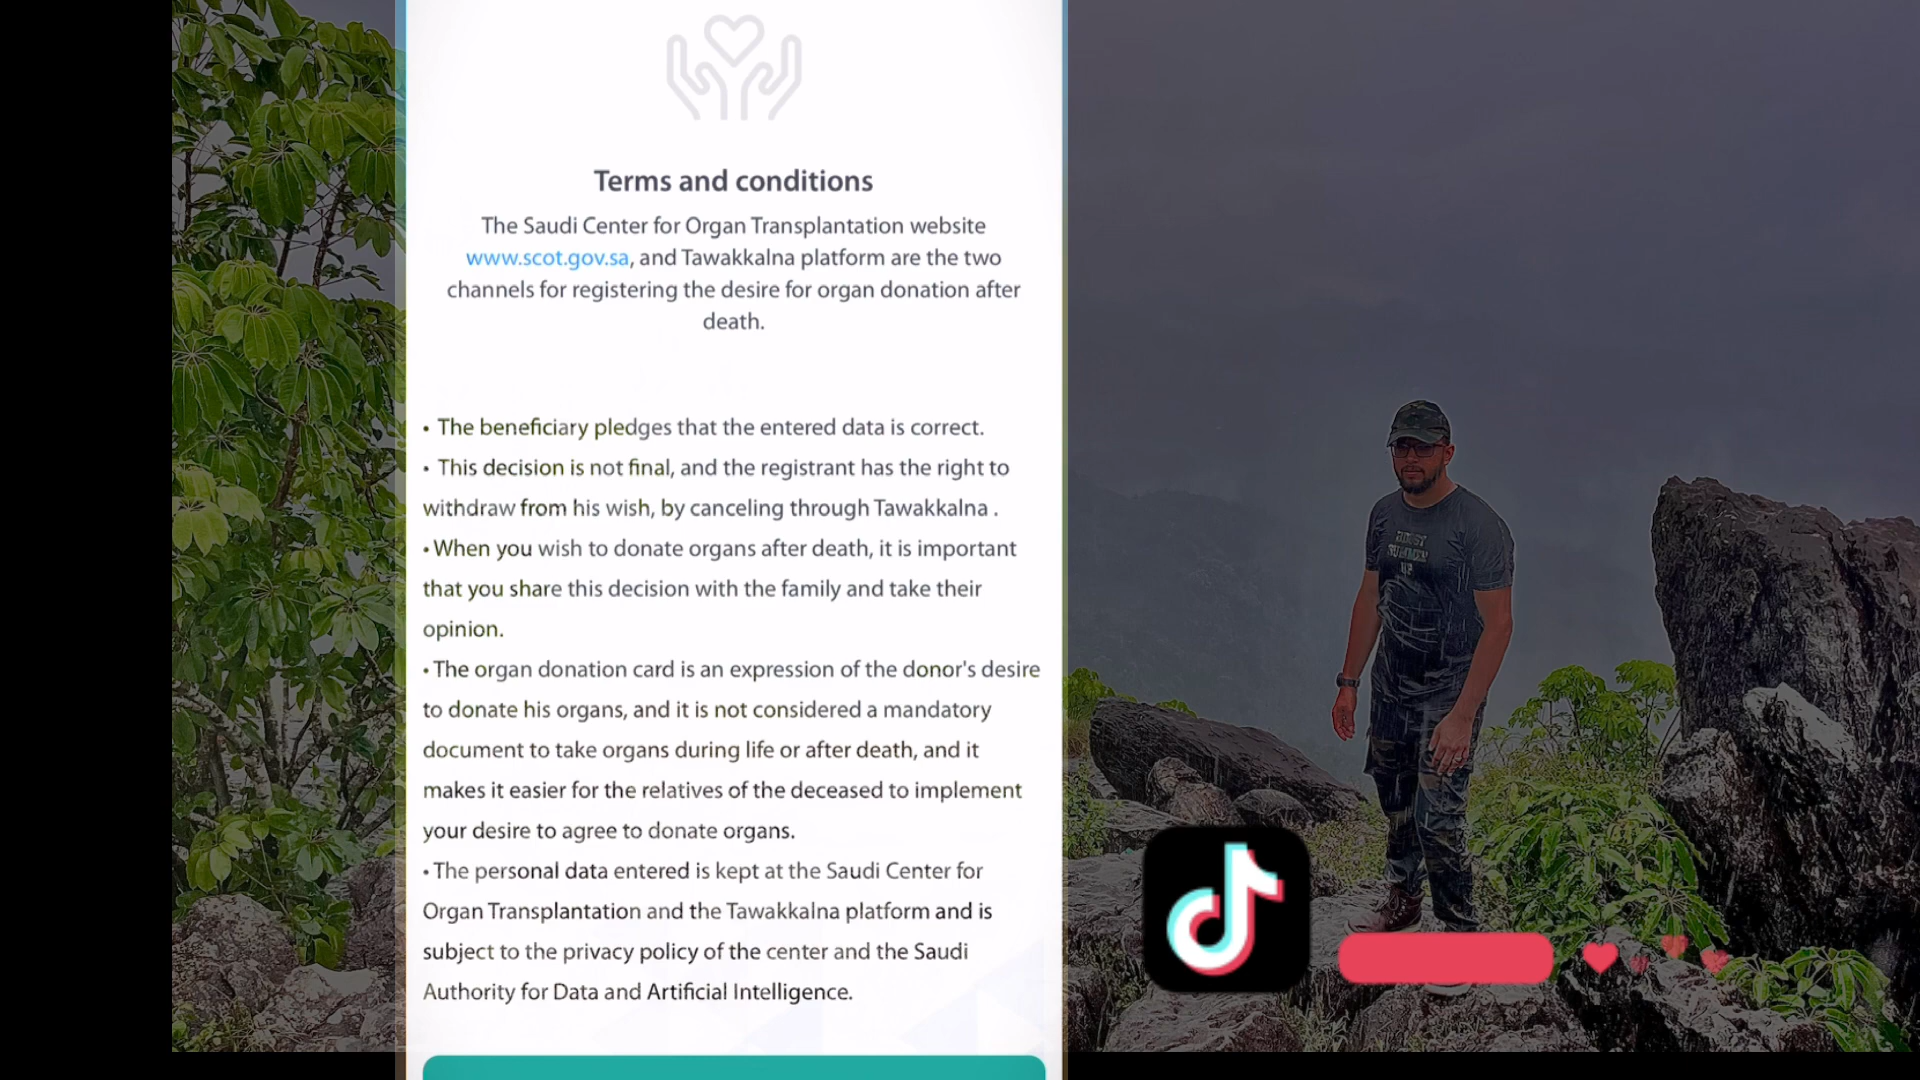 Terms and conditions
The Saudi Center for Organ Transplantation website
www.scot.gov.sa, and Tawakkalna platform are the two
channels for registering the desire for organ donation after
death.
• The beneficiary pledges that the entered data is correct.
• This decision is not final, and the registrant has the right to
withdraw from his wish, by canceling through Tawakkalna .
• When you wish to donate organs after death, it is important
that you share this decision with the family and take their
opinion.
• The organ donation card is an expression of the donor's desire
to donate his organs, and it is not considered a mandatory
document to take organs during life or after death, and it
makes it easier for the relatives of the deceased to implement
your desire to agree to donate organs.
• The personal data entered is kept at the Saudi Center for
Organ Transplantation and the Tawakkalna platform and is
subject to the privacy policy of the center and the Saudi
Authority for Data and Artificial Intelligence.